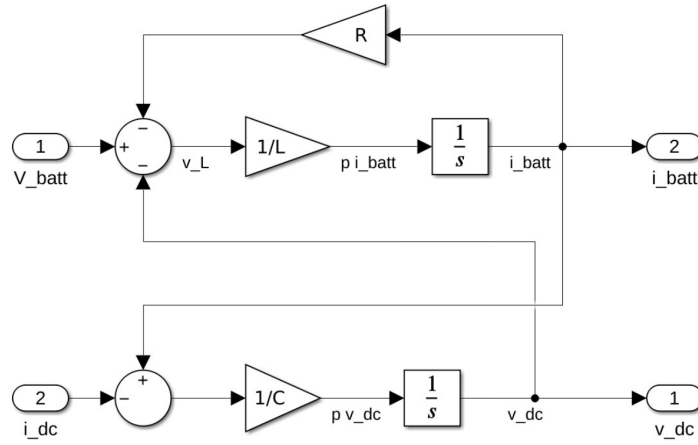 R
1
V_batt
−
+
−
v_L
1/L
p i_batt
1
s
i_batt
2
i_batt
2
i_dc
+
−
1/C
p v_dc
1
s
v_dc
1
v_dc